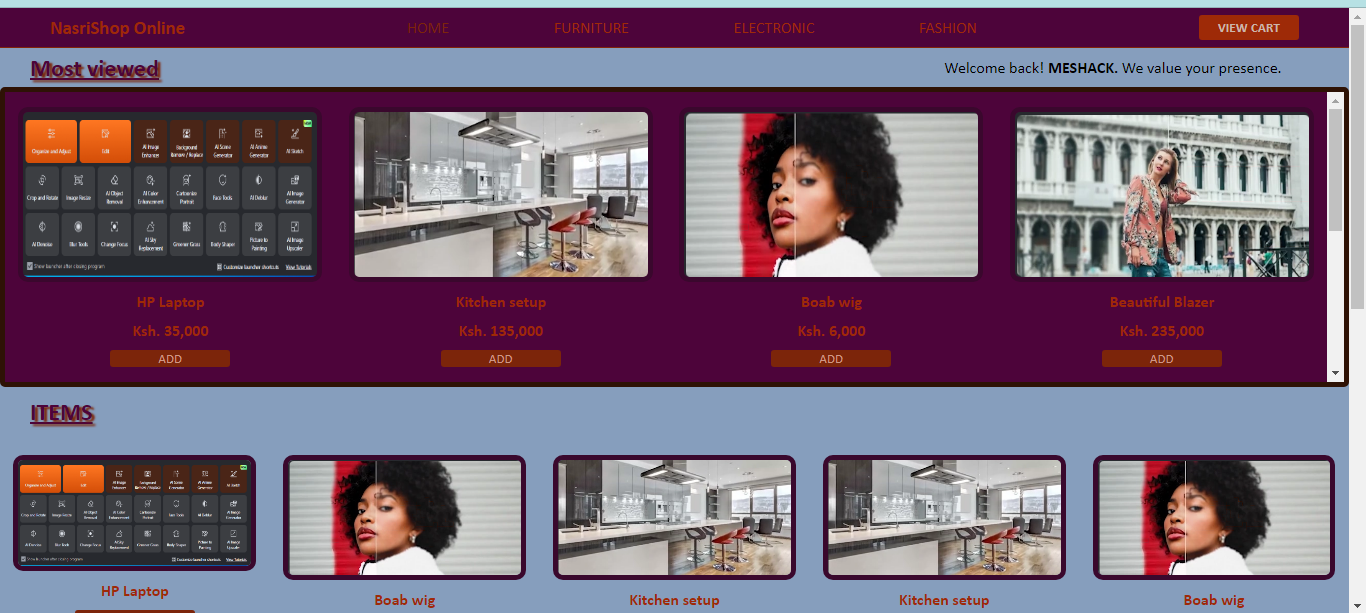 NasriShop Online
HOME
FURNITURE
ELECTRONIC
FASHION
VIEW CART
Most viewed
Welcome back! MESHACK. We value your presence.
Organize and Adjust
Edit
AI Image Enhancer
Background Remove / Replace
AI Scene Generator
AI Anime Generator
AI Sketch
Crop and Rotate
Image Resize
AI Object Removal
AI Color Enhancement
Cartoonize Portrait
Face Tools
AI Deblur
AI Image Generator
AI Denoise
Blur Tools
Change Focus
AI Sky Replacement
Greener Grass
Body Shaper
Picture to Painting
AI Image Upscaler
Show launcher after closing program
Customize launcher shortcuts
View Tutorials
HP Laptop
Kitchen setup
Boab wig
Beautiful Blazer
Ksh. 35,000
Ksh. 135,000
Ksh. 6,000
Ksh. 235,000
ADD
ADD
ADD
ADD
ITEMS
HP Laptop
Boab wig
Kitchen setup
Kitchen setup
Boab wig